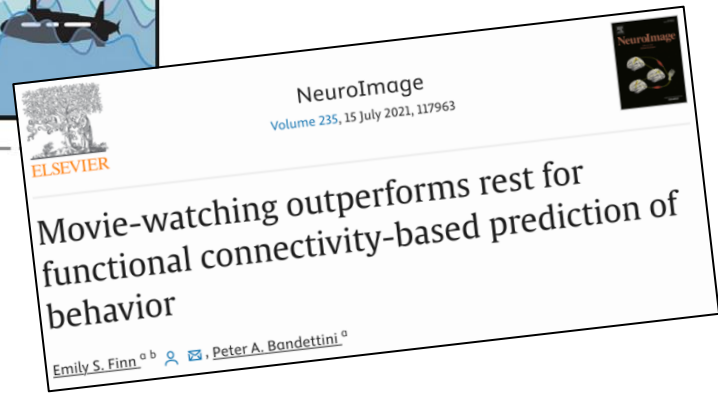 NeuroImage
NeuroImage
Volume 235, 15 July 2021, 117963
ELSEVIER
Movie-watching outperforms rest for
functional connectivity-based prediction of
behavior
Emily S. Finn a b , Peter A. Bandettini a